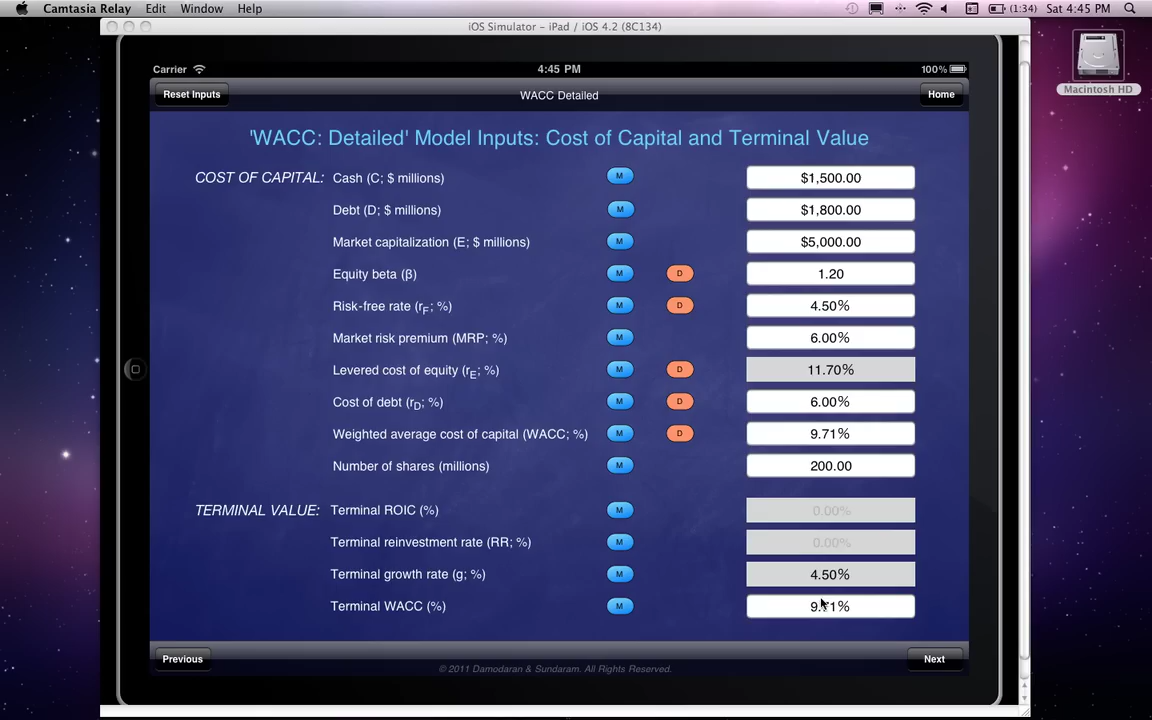 Camtasia Relay Edit Window Help (1:34) Sat 4:45 PM
iOS Simulator – iPad / iOS 4.2 (8C134)
Macintosh HD
Carrier 4:45 PM 100%
Reset Inputs WACC Detailed Home
'WACC: Detailed' Model Inputs: Cost of Capital and Terminal Value
COST OF CAPITAL: Cash (C; $ millions) M $1,500.00
Debt (D; $ millions) M $1,800.00
Market capitalization (E; $ millions) M $5,000.00
Equity beta (β) M D 1.20
Risk-free rate (rF; %) M D 4.50%
Market risk premium (MRP; %) M 6.00%
Levered cost of equity (rE; %) M D 11.70%
Cost of debt (rD; %) M D 6.00%
Weighted average cost of capital (WACC; %) M D 9.71%
Number of shares (millions) M 200.00
TERMINAL VALUE: Terminal ROIC (%) M 0.00%
Terminal reinvestment rate (RR; %) M 0.00%
Terminal growth rate (g; %) M 4.50%
Terminal WACC (%) M 9.71%
Previous © 2011 Damodaran & Sundaram. All Rights Reserved. Next